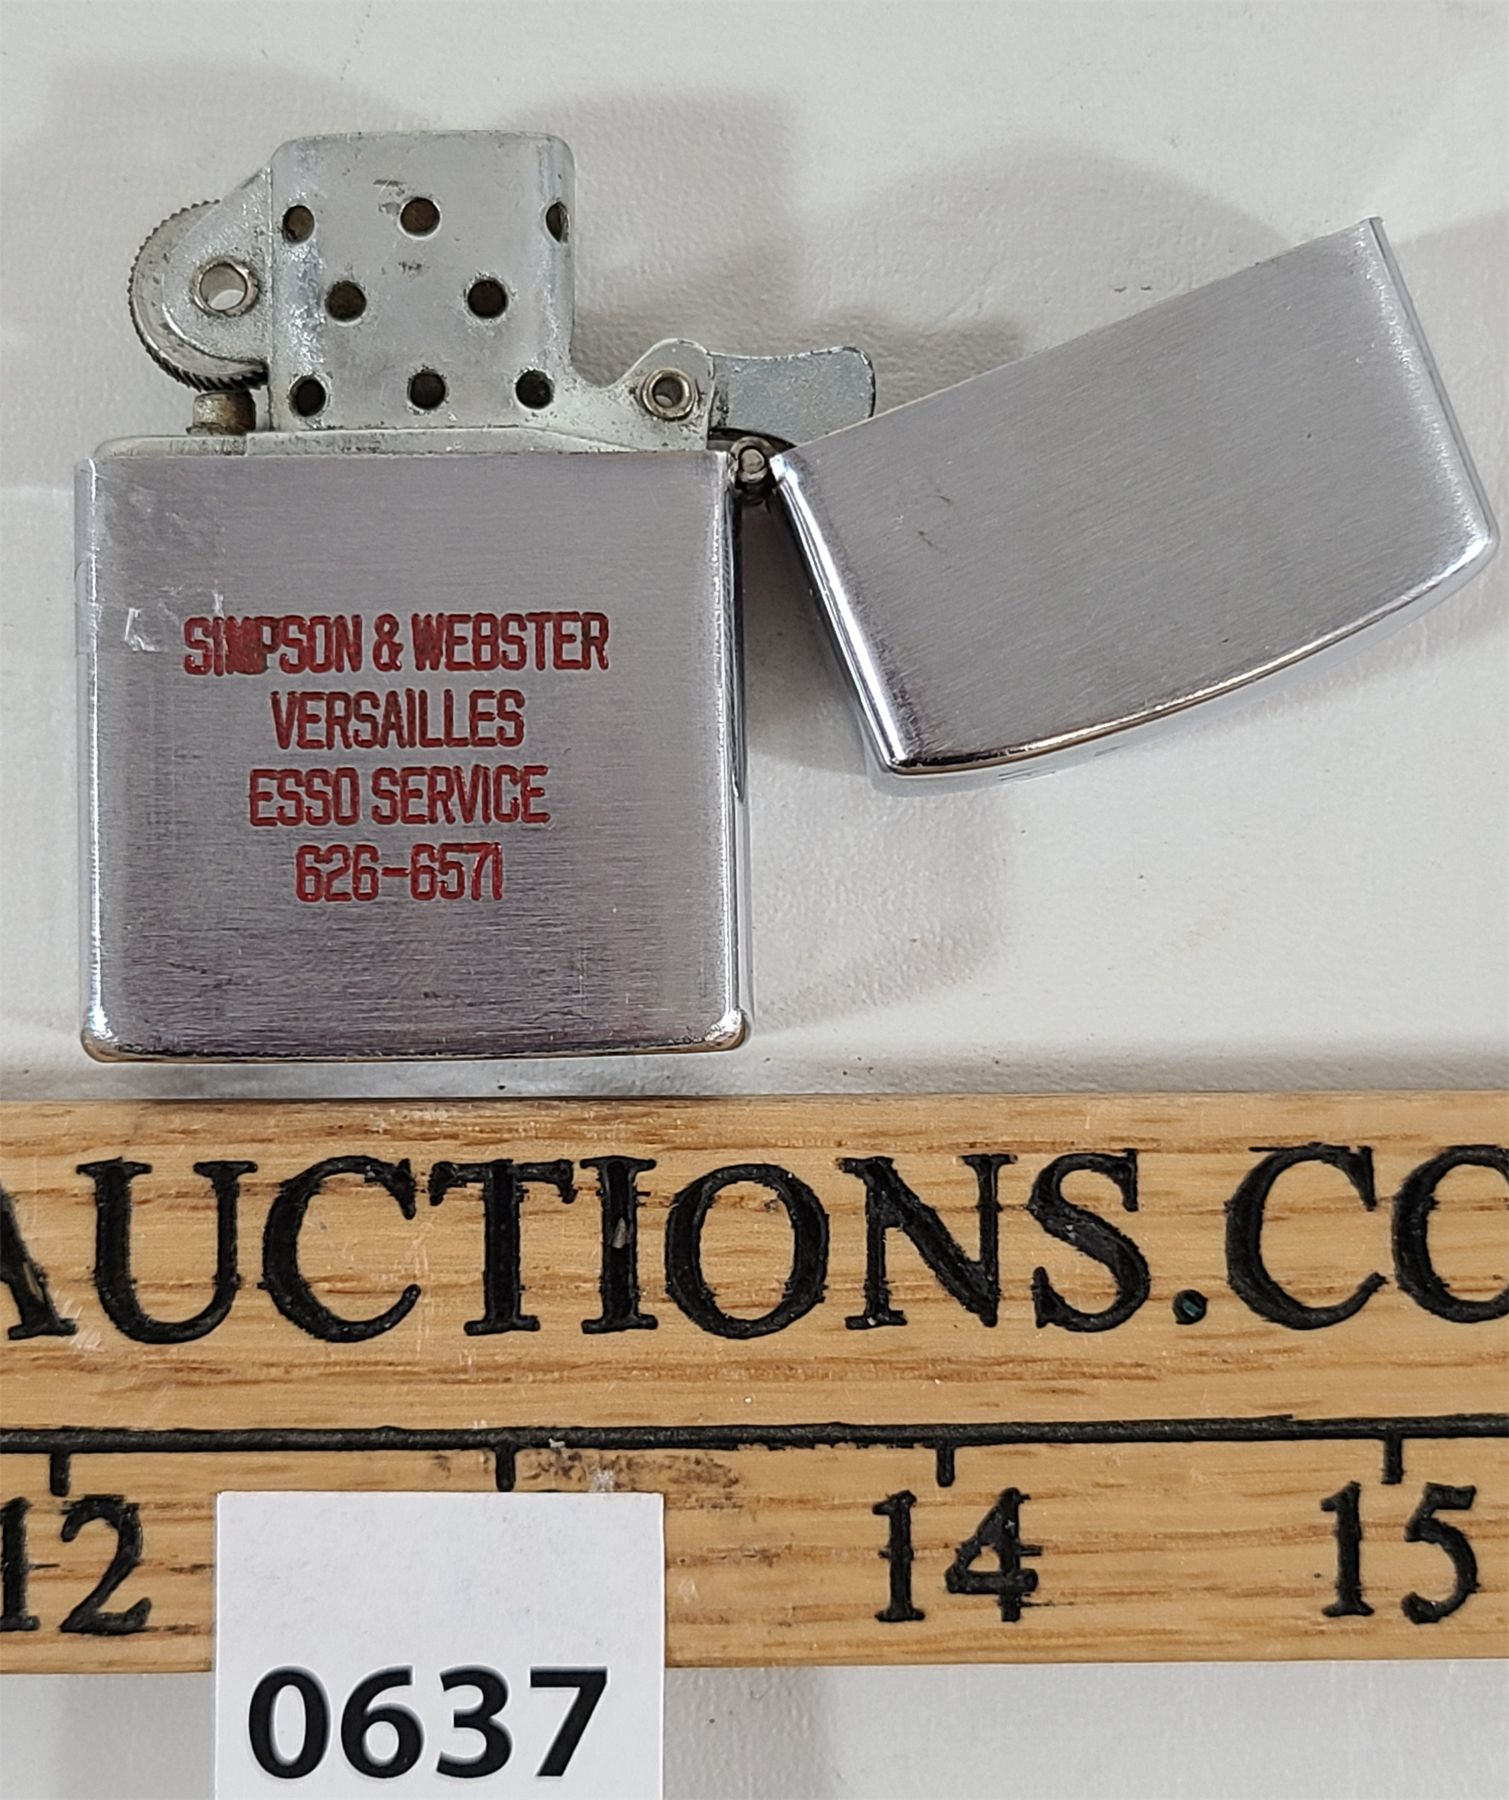 SIMPSON & WEBSTER
VERSAILLES
ESSO SERVICE
626-6571
AUCTIONS.CO
12 14 15
0637